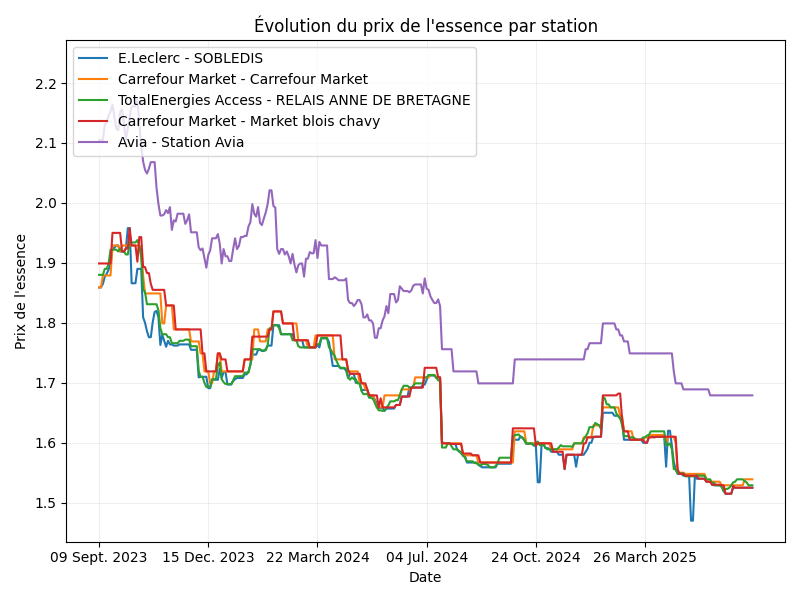 Évolution du prix de l'essence par station
E.Leclerc - SOBLEDIS
Carrefour Market - Carrefour Market
TotalEnergies Access - RELAIS ANNE DE BRETAGNE
Carrefour Market - Market blois chavy
Avia - Station Avia
Prix de l'essence
2.2
2.1
2.0
1.9
1.8
1.7
1.6
1.5
09 Sept. 2023
15 Dec. 2023
22 March 2024
04 Jul. 2024
24 Oct. 2024
26 March 2025
Date